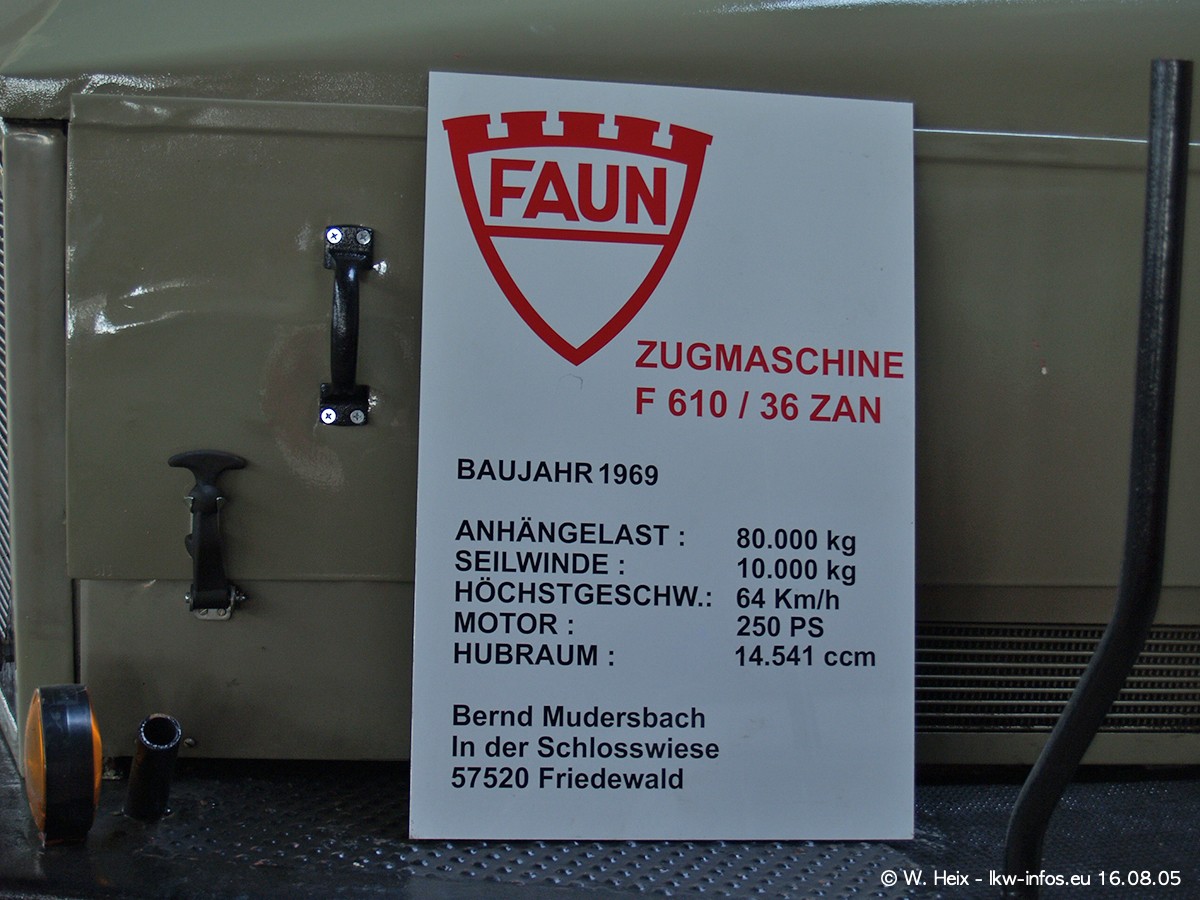 FAUN
ZUGMASCHINE
F 610 / 36 ZAN
BAUJAHR 1969
ANHÄNGELAST : 80.000 kg
SEILWINDE : 10.000 kg
HÖCHSTGESCHW.: 64 Km/h
MOTOR : 250 PS
HUBRAUM : 14.541 ccm
Bernd Mudersbach
In der Schlosswiese
57520 Friedewald
© W. Heix - lkw-infos.eu 16.08.05